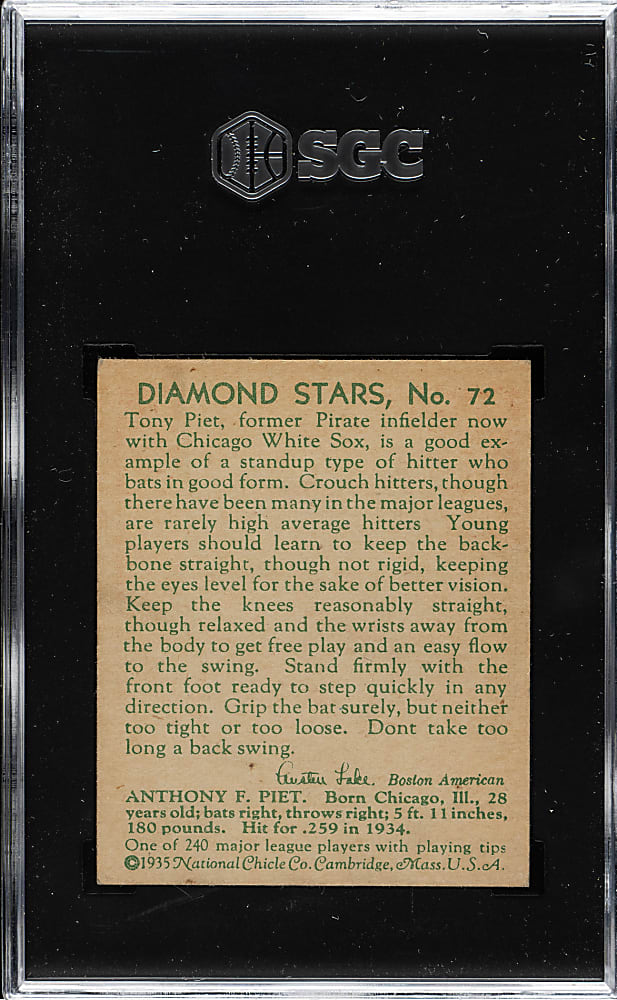 SGC
DIAMOND STARS, No. 72
Tony Piet, former Pirate infielder now
with Chicago White Sox, is a good ex-
ample of a standup type of hitter who
bats in good form. Crouch hitters, though
there have been many in the major leagues,
are rarely high average hitters Young
players should learn to keep the back-
bone straight, though not rigid, keeping
the eyes level for the sake of better vision.
Keep the knees reasonably straight,
though relaxed and the wrists away from
the body to get free play and an easy flow
to the swing. Stand firmly with the
front foot ready to step quickly in any
direction. Grip the bat surely, but neither
too tight or too loose. Dont take too
long a back swing.
Austen Lake. Boston American
ANTHONY F. PIET. Born Chicago, Ill., 28
years old; bats right, throws right; 5 ft. 11 inches,
180 pounds. Hit for .259 in 1934.
One of 240 major league players with playing tips
©1935 National Chicle Co. Cambridge, Mass. U.S.A.